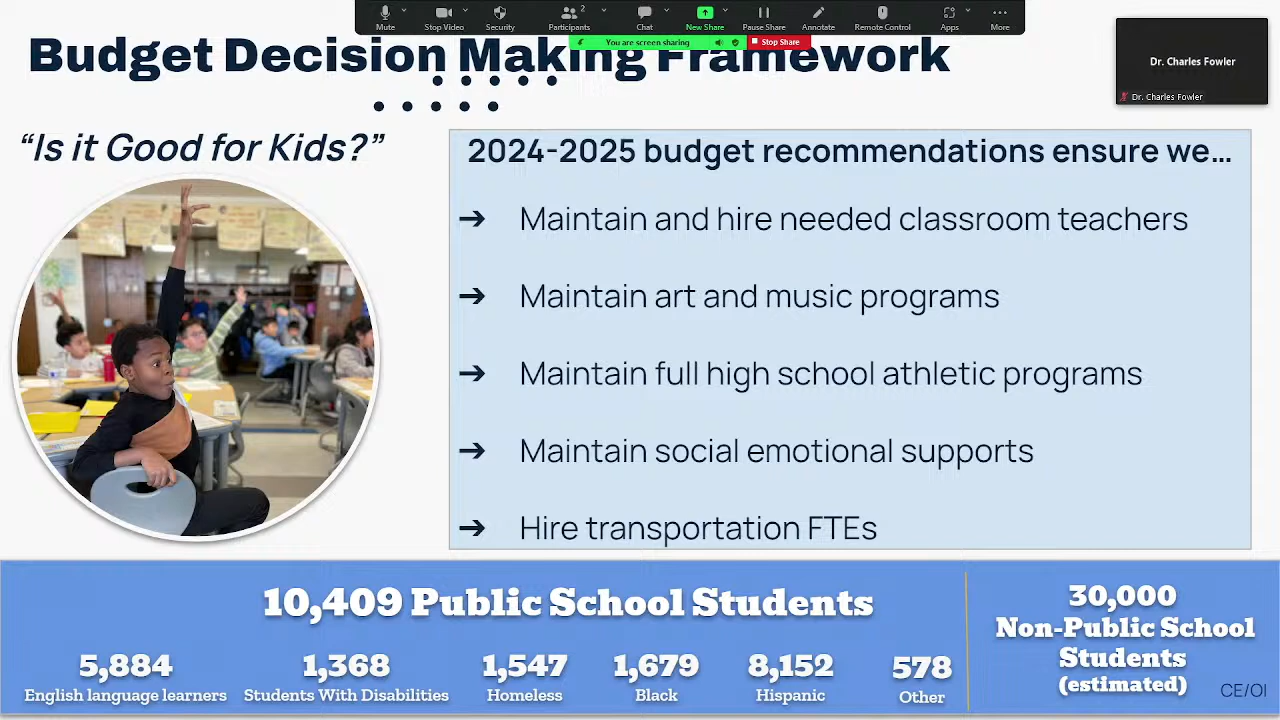 Mute
Stop Video
Security
Participants
2
Chat
New Share
Pause Share
Annotate
Remote Control
Apps
More
You are screen sharing
Stop Share
Budget Decision Making Framework
Dr. Charles Fowler
Dr. Charles Fowler
“Is it Good for Kids?”
2024-2025 budget recommendations ensure we...
➔ Maintain and hire needed classroom teachers
➔ Maintain art and music programs
➔ Maintain full high school athletic programs
➔ Maintain social emotional supports
➔ Hire transportation FTEs
10,409 Public School Students
5,884
English language learners
1,368
Students With Disabilities
1,547
Homeless
1,679
Black
8,152
Hispanic
578
Other
30,000
Non-Public School
Students
(estimated)
CE/OI